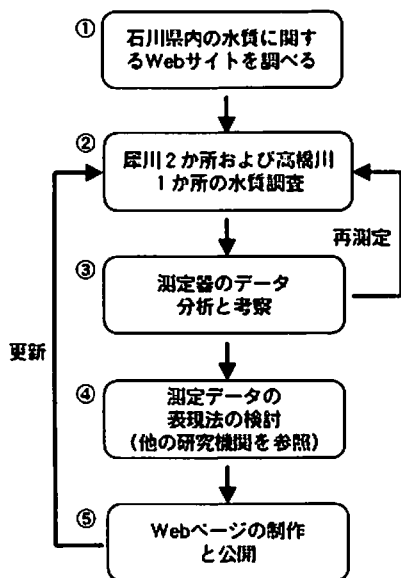 ①
石川県内の水質に関す
るWebサイトを調べる
②
犀川2か所および高橋川
1か所の水質調査
再測定
③
測定器のデータ
分析と考察
更新
④
測定データの
表現法の検討
(他の研究機関を参照)
⑤
Webページの制作
と公開